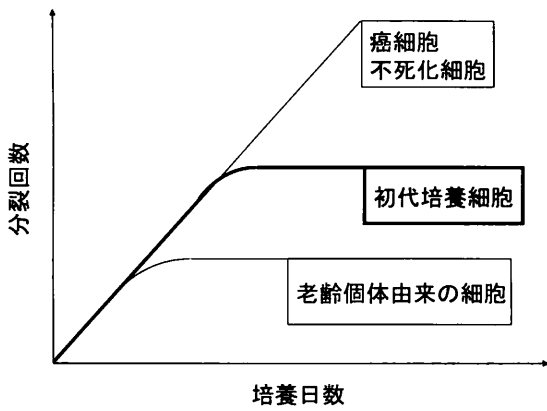 癌細胞
不死化細胞
分裂回数
初代培養細胞
老齢個体由来の細胞
培養日数